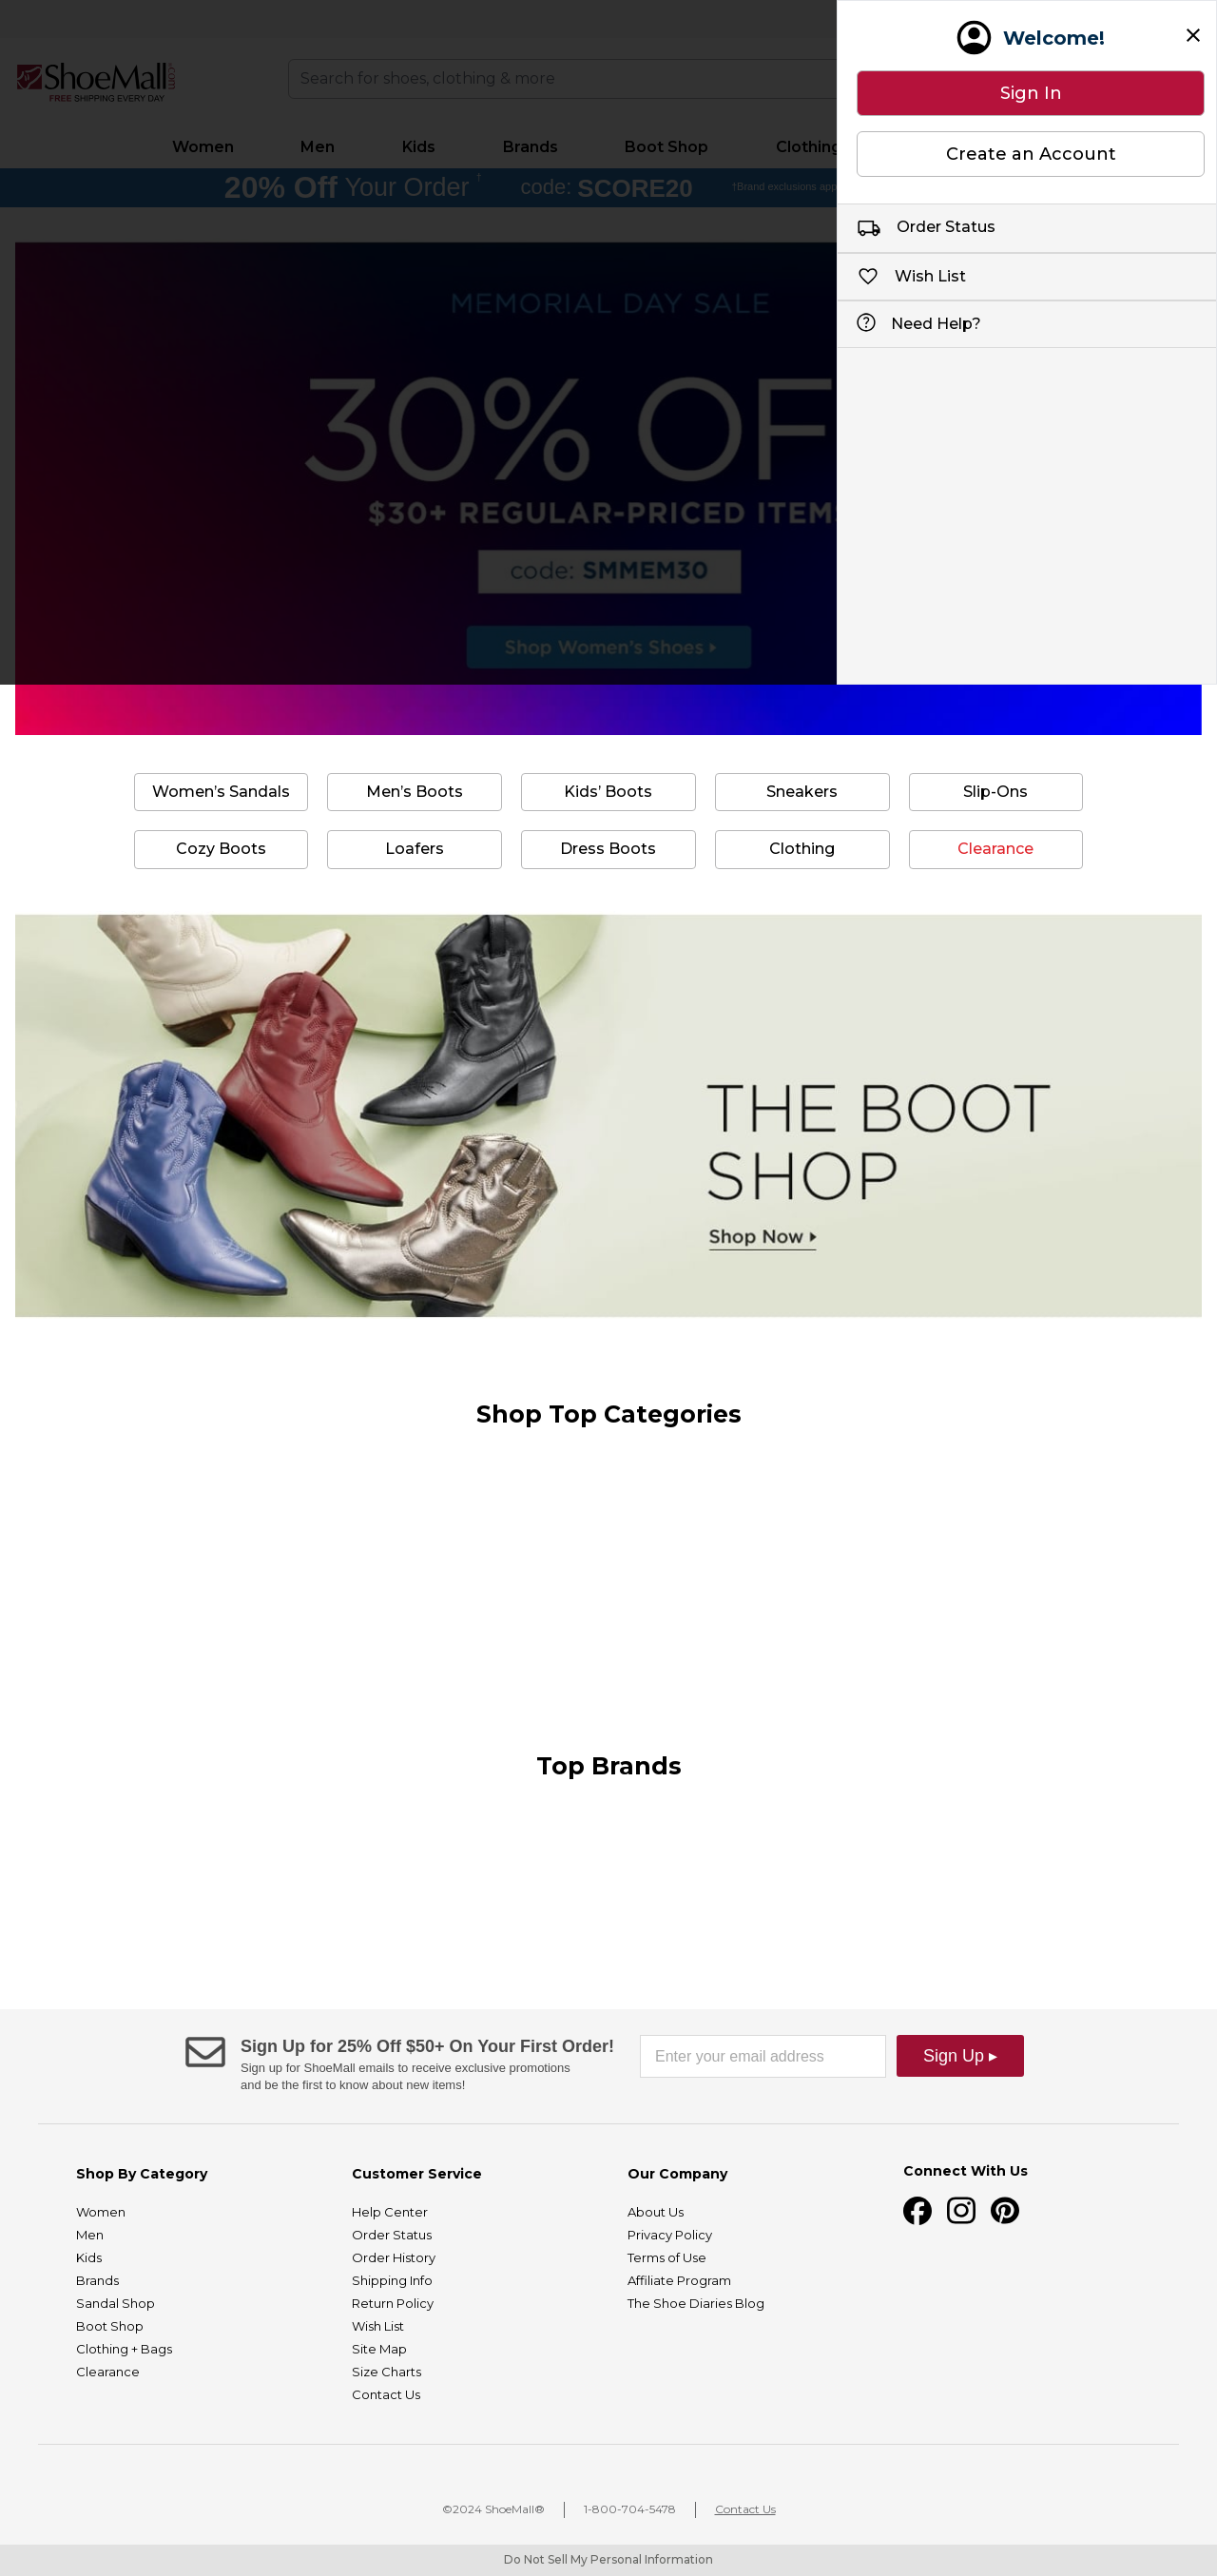 Welcome!
Sign In
Create an Account
Order Status
Wish List
Need Help?
ShoeMall.com
FREE SHIPPING EVERY DAY
Search for shoes, clothing & more
Women
Men
Kids
Brands
Boot Shop
Clothing
20% Off Your Order † code: SCORE20 †Brand exclusions
MEMORIAL DAY SALE
30% OF
$30+ REGULAR-PRICED ITEM
code: SMMEM30
Shop Women's Shoes
Women's Sandals
Men's Boots
Kids' Boots
Sneakers
Slip-Ons
Cozy Boots
Loafers
Dress Boots
Clothing
Clearance
THE BOOT
SHOP
Shop Now
Shop Top Categories
Top Brands
Sign Up for 25% Off $50+ On Your First Order!
Sign up for ShoeMall emails to receive exclusive promotions
and be the first to know about new items!
Enter your email address
Sign Up ▸
Shop By Category
Women
Men
Kids
Brands
Sandal Shop
Boot Shop
Clothing + Bags
Clearance
Customer Service
Help Center
Order Status
Order History
Shipping Info
Return Policy
Wish List
Site Map
Size Charts
Contact Us
Our Company
About Us
Privacy Policy
Terms of Use
Affiliate Program
The Shoe Diaries Blog
Connect With Us
©2024 ShoeMall®
1-800-704-5478
Contact Us
Do Not Sell My Personal Information